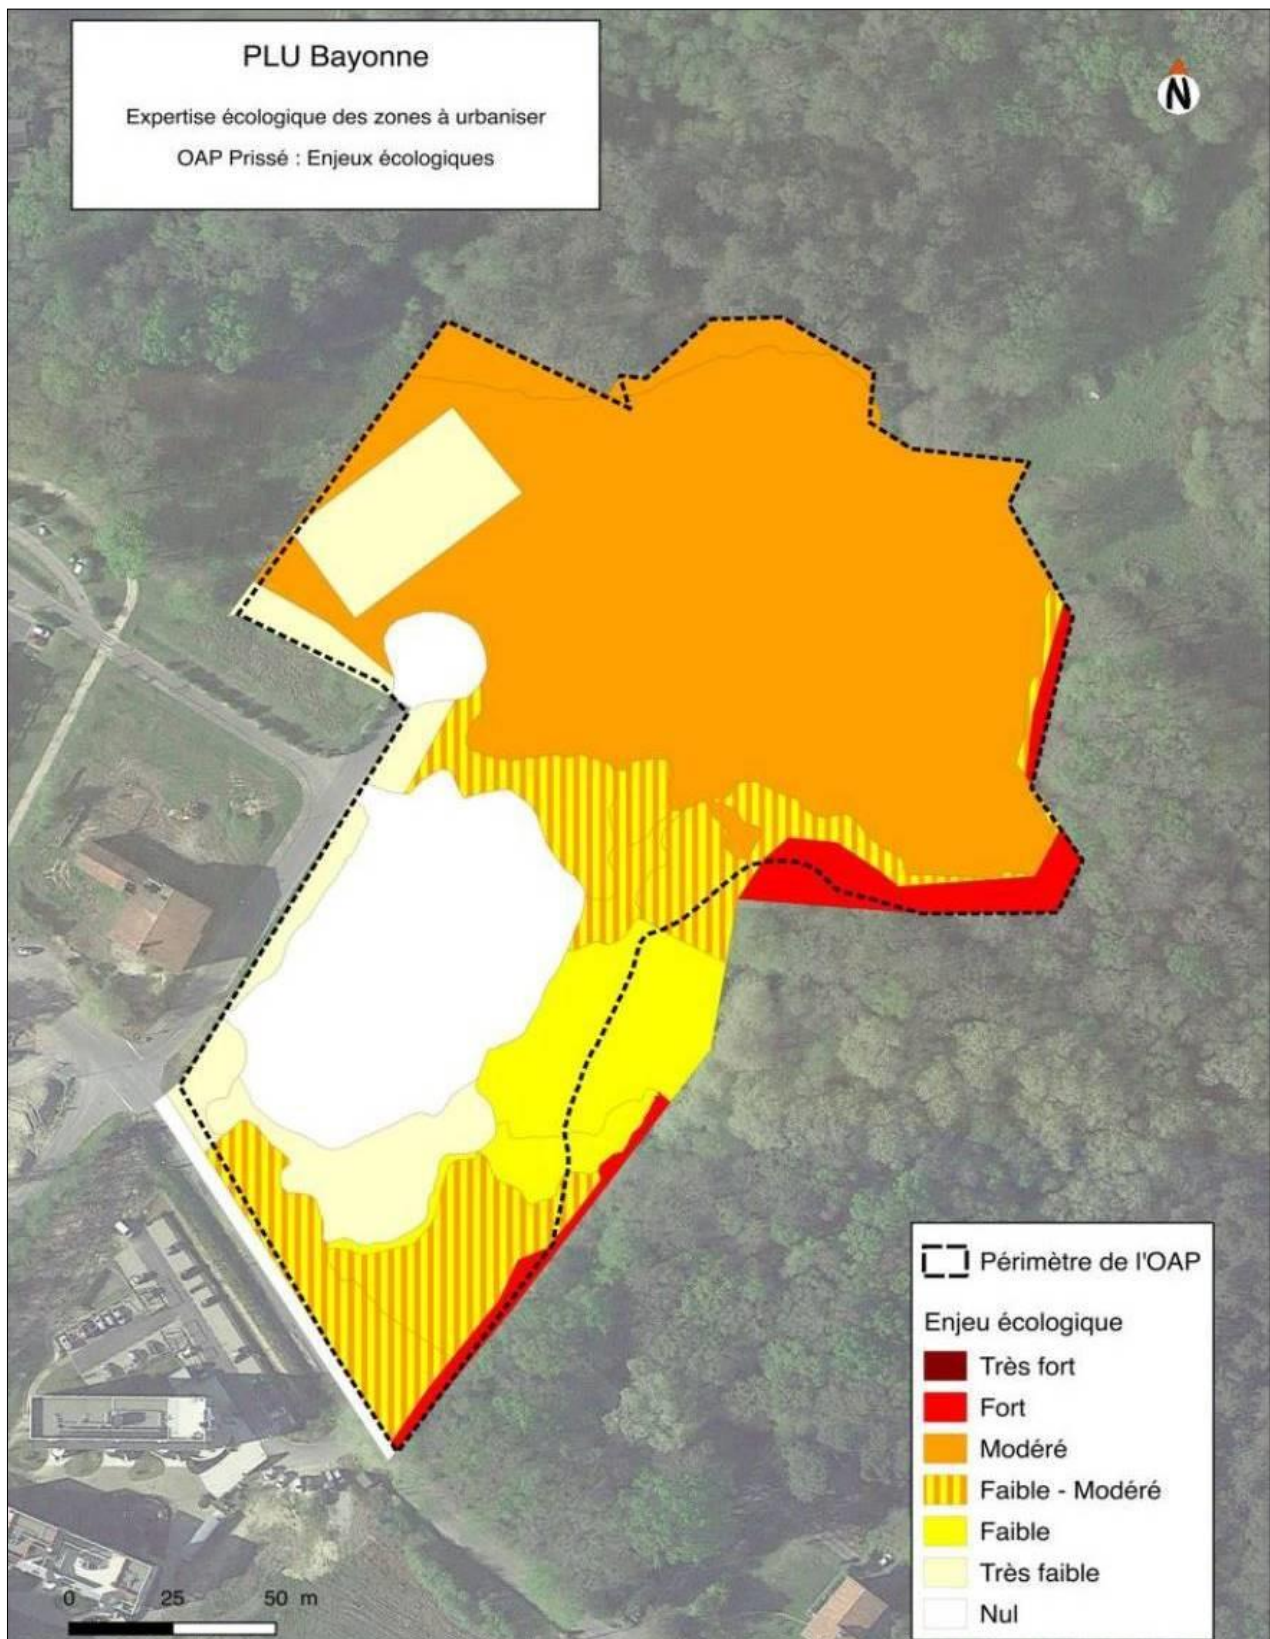 PLU Bayonne
Expertise écologique des zones à urbaniser
OAP Prissé : Enjeux écologiques
N
Périmètre de l'OAP
Enjeu écologique
Très fort
Fort
Modéré
Faible - Modéré
Faible
Très faible
Nul
0 25 50 m